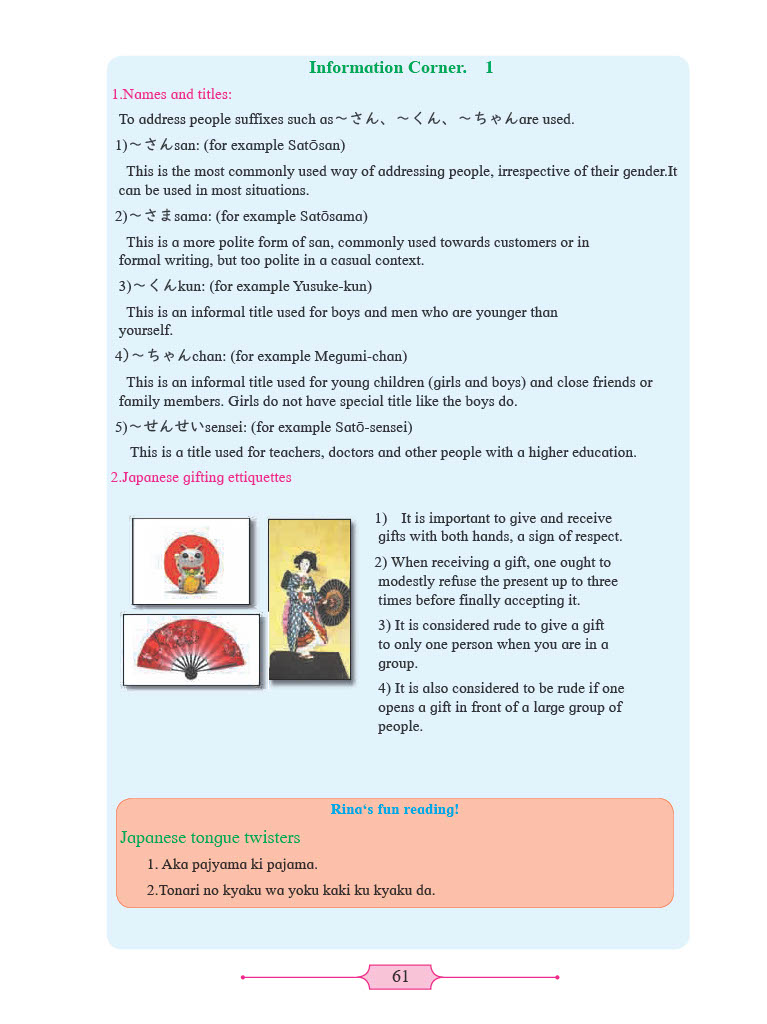 Information Corner. 1
1.Names and titles:
To address people suffixes such as～さん、～くん、～ちゃんare used.
1)～さんsan: (for example Satōsan)
This is the most commonly used way of addressing people, irrespective of their gender.It
can be used in most situations.
2)～さまsama: (for example Satōsama)
This is a more polite form of san, commonly used towards customers or in
formal writing, but too polite in a casual context.
3)～くんkun: (for example Yusuke-kun)
This is an informal title used for boys and men who are younger than
yourself.
4)～ちゃんchan: (for example Megumi-chan)
This is an informal title used for young children (girls and boys) and close friends or
family members. Girls do not have special title like the boys do.
5)～せんせいsensei: (for example Satō-sensei)
This is a title used for teachers, doctors and other people with a higher education.
2.Japanese gifting ettiquettes
1) It is important to give and receive
gifts with both hands, a sign of respect.
2) When receiving a gift, one ought to
modestly refuse the present up to three
times before finally accepting it.
3) It is considered rude to give a gift
to only one person when you are in a
group.
4) It is also considered to be rude if one
opens a gift in front of a large group of
people.
Rina‘s fun reading!
Japanese tongue twisters
1. Aka pajyama ki pajama.
2.Tonari no kyaku wa yoku kaki ku kyaku da.
61